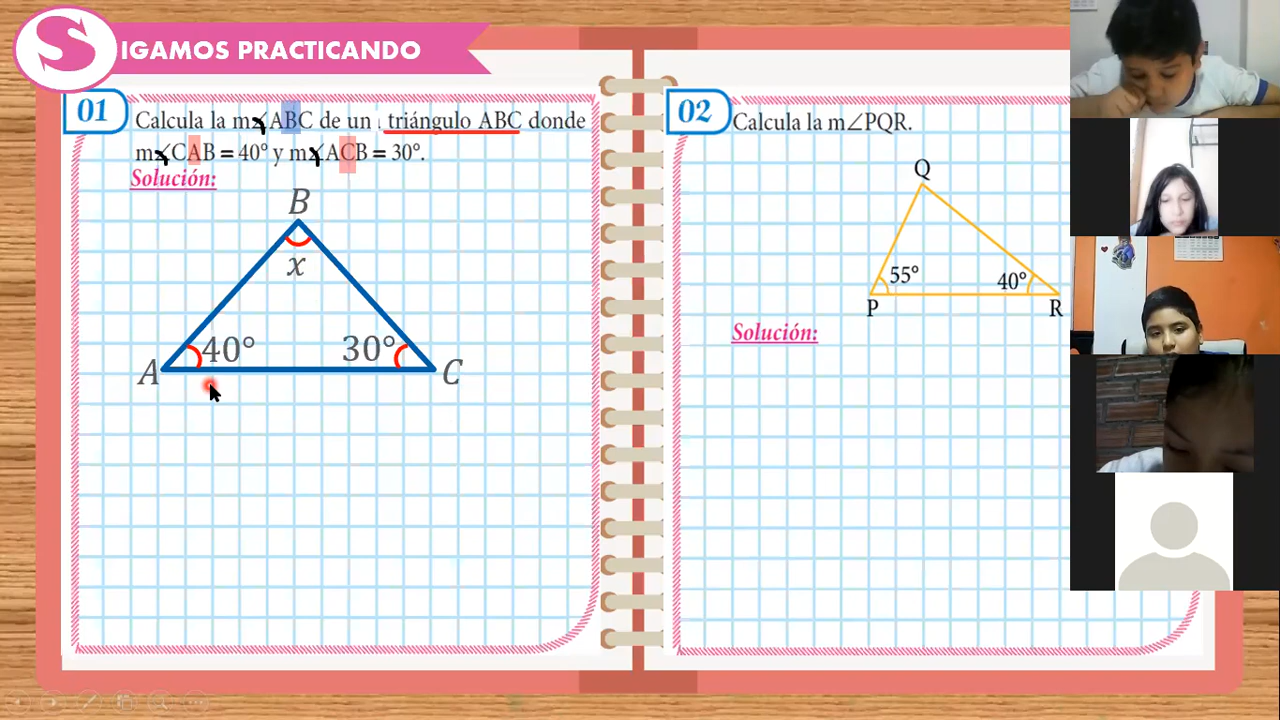 SIGAMOS PRACTICANDO
01
Calcula la m∡ABC de un triángulo ABC donde
m∡CAB = 40° y m∡ACB = 30°.
Solución:
B
x
40°
30°
A
C
02
Calcula la m∠PQR.
Q
55°
40°
P
R
Solución: